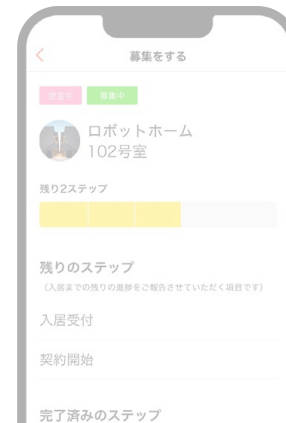 募集をする
空室中 募集中
ロボットホーム
102号室
残り2ステップ
残りのステップ
(入居までの残りの進捗をご報告させていただく項目です)
入居受付
契約開始
完了済みのステップ